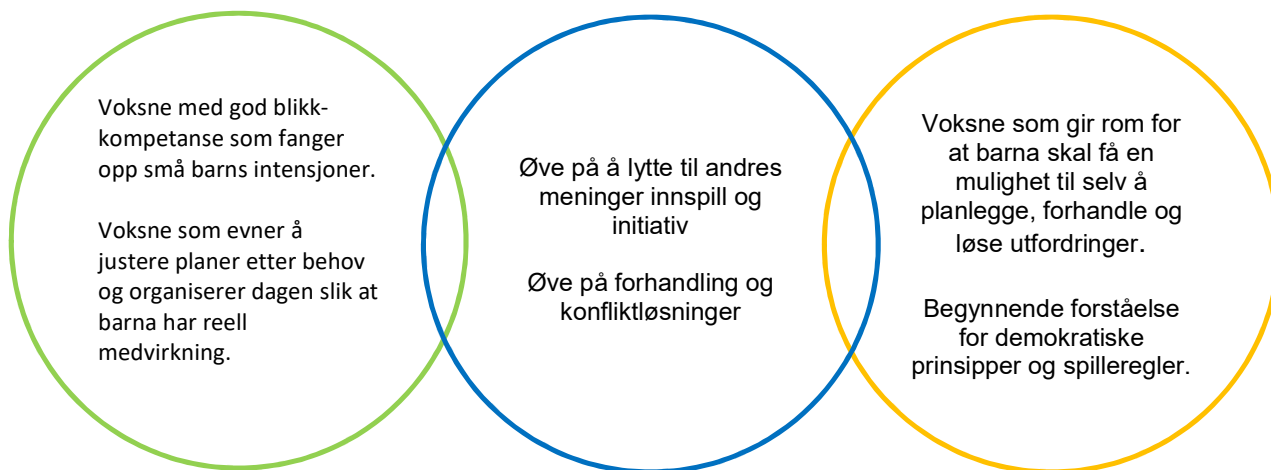 Voksne med god blikk-
kompetanse som fanger
opp små barns intensjoner.
Voksne som evner å
justere planer etter behov
og organiserer dagen slik at
barna har reell
medvirkning.
Øve på å lytte til andres
meninger innspill og
initiativ
Øve på forhandling og
konfliktløsninger
Voksne som gir rom for
at barna skal få en
mulighet til selv å
planlegge, forhandle og
løse utfordringer.
Begynnende forståelse
for demokratiske
prinsipper og spilleregler.